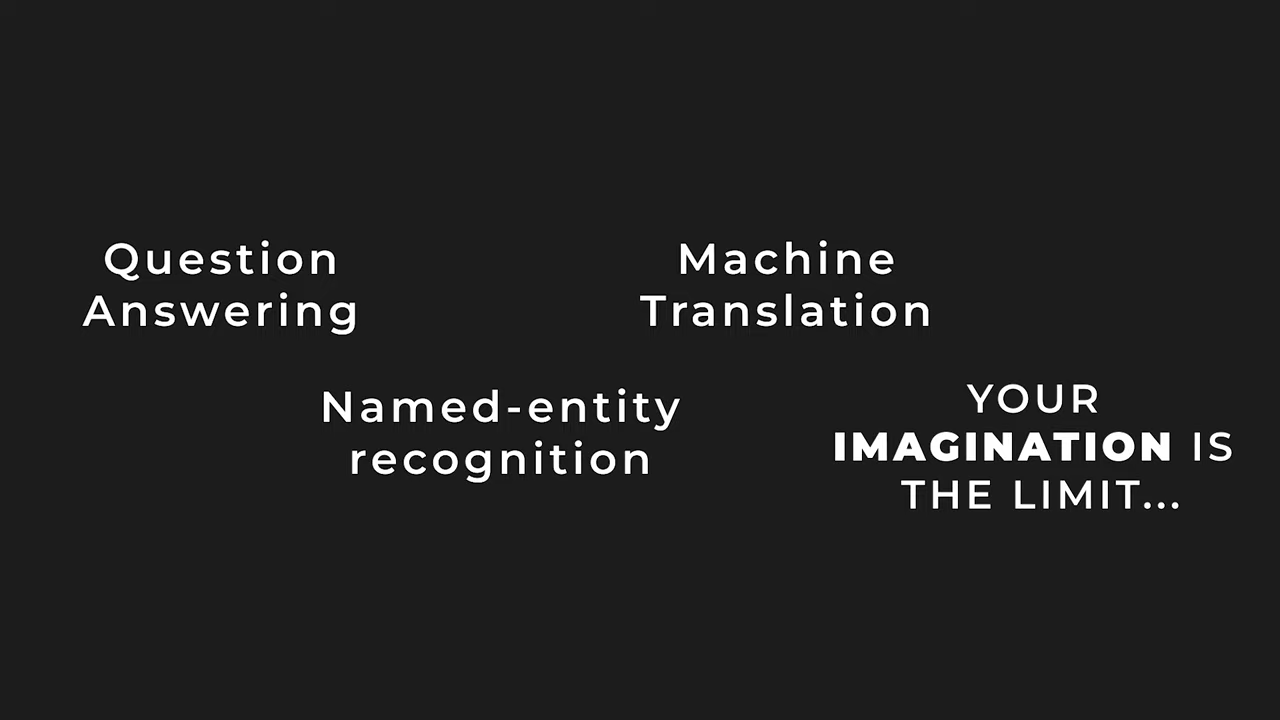 Question
Answering
Named-entity
recognition
Machine
Translation
YOUR
IMAGINATION IS
THE LIMIT...